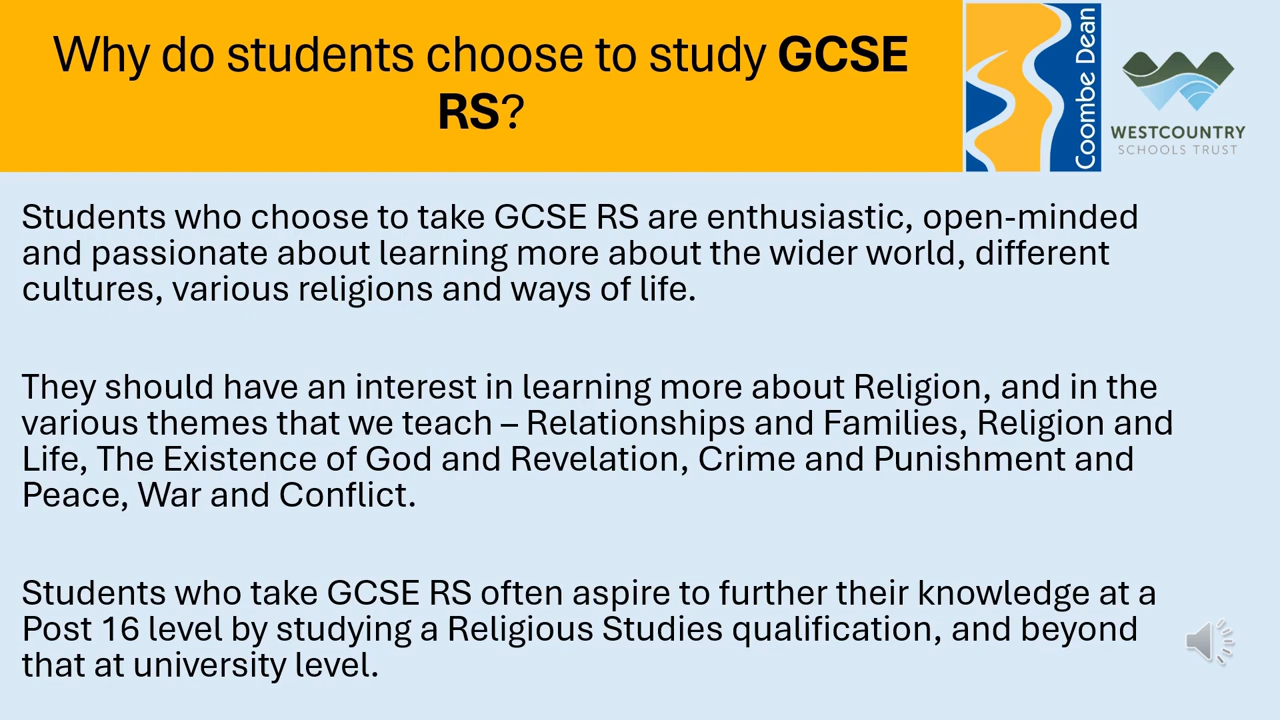 Why do students choose to study GCSE
RS?
Coombe Dean
WESTCOUNTRY
SCHOOLS TRUST
Students who choose to take GCSE RS are enthusiastic, open-minded
and passionate about learning more about the wider world, different
cultures, various religions and ways of life.
They should have an interest in learning more about Religion, and in the
various themes that we teach – Relationships and Families, Religion and
Life, The Existence of God and Revelation, Crime and Punishment and
Peace, War and Conflict.
Students who take GCSE RS often aspire to further their knowledge at a
Post 16 level by studying a Religious Studies qualification, and beyond
that at university level.